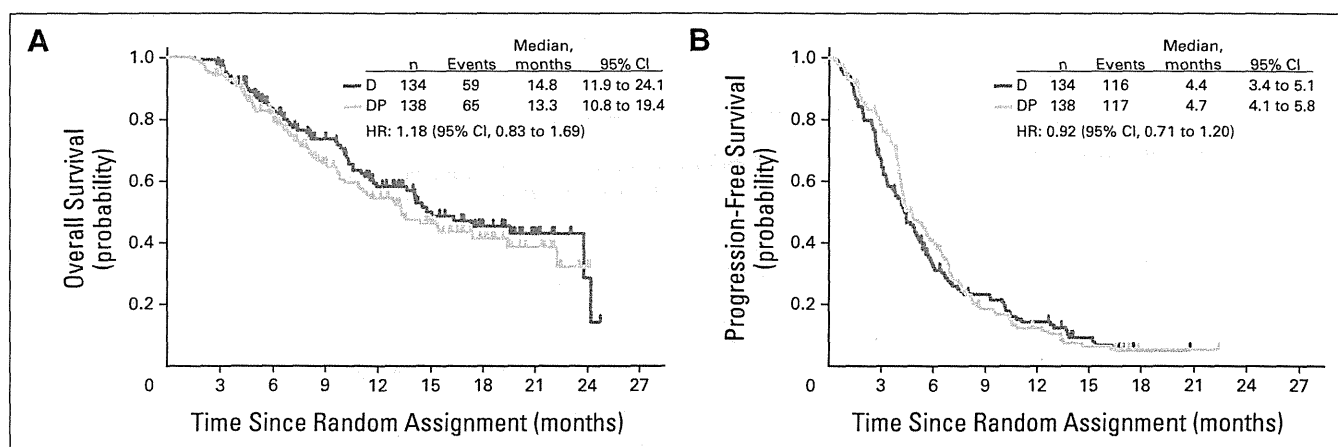 A
Median,
n Events months 95% CI
D 134 59 14.8 11.9 to 24.1
DP 138 65 13.3 10.8 to 19.4
HR: 1.18 (95% CI, 0.83 to 1.69)
Overall Survival
(probability)
1.0
0.8
0.6
0.4
0.2
0 3 6 9 12 15 18 21 24 27
Time Since Random Assignment (months)
B
Median,
n Events months 95% CI
D 134 116 4.4 3.4 to 5.1
DP 138 117 4.7 4.1 to 5.8
HR: 0.92 (95% CI, 0.71 to 1.20)
Progression-Free Survival
(probability)
1.0
0.8
0.6
0.4
0.2
0 3 6 9 12 15 18 21 24 27
Time Since Random Assignment (months)